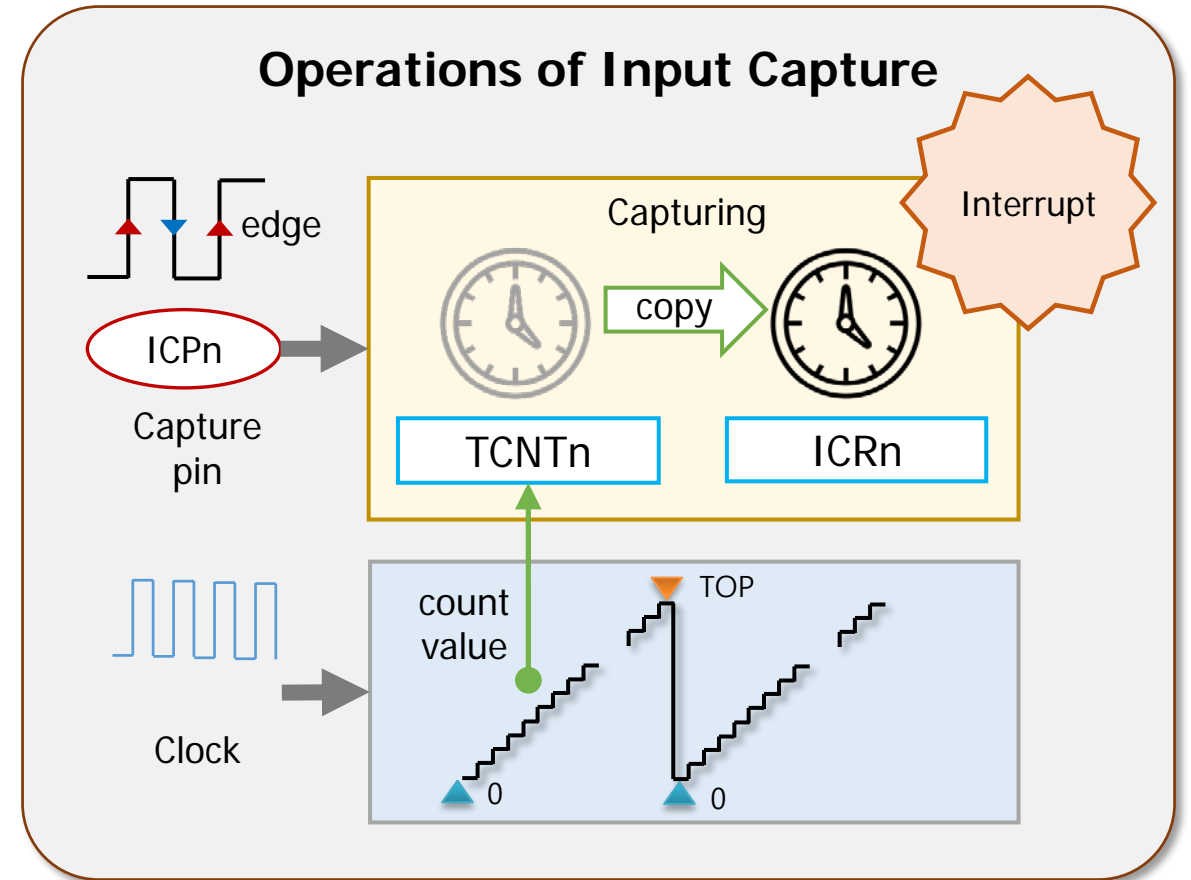 Operations of Input Capture
Interrupt
Capturing
edge
copy
ICPn
Capture
pin
TCNTn
ICRn
count
value
TOP
Clock
0
0